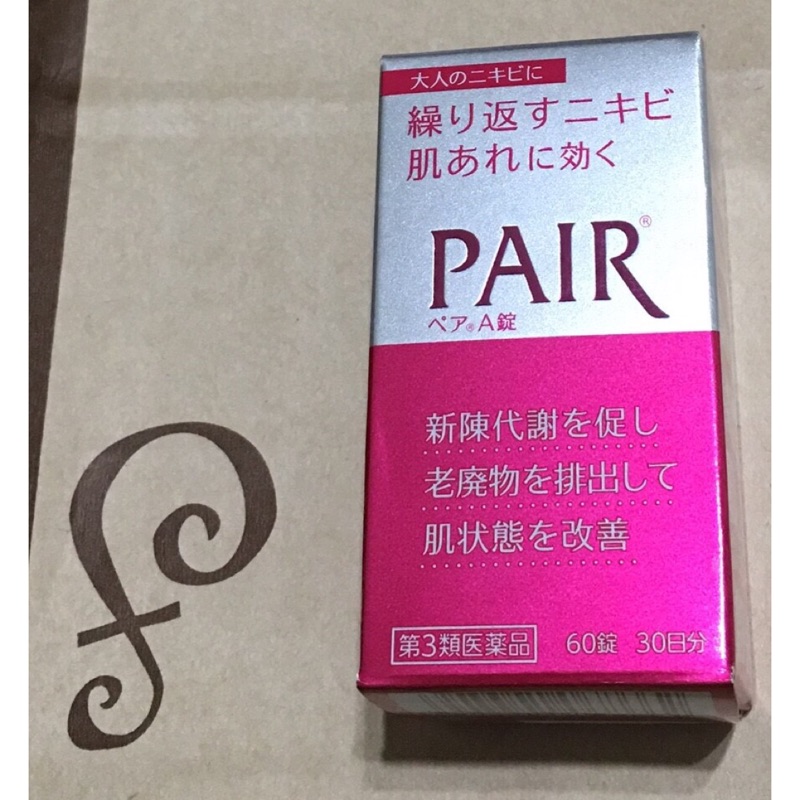 大人のニキビに
繰り返すニキビ
肌あれに効く
PAIR®
ペア®A錠
新陳代謝を促し
老廃物を排出して
肌状態を改善
第3類医薬品 60錠 30日分